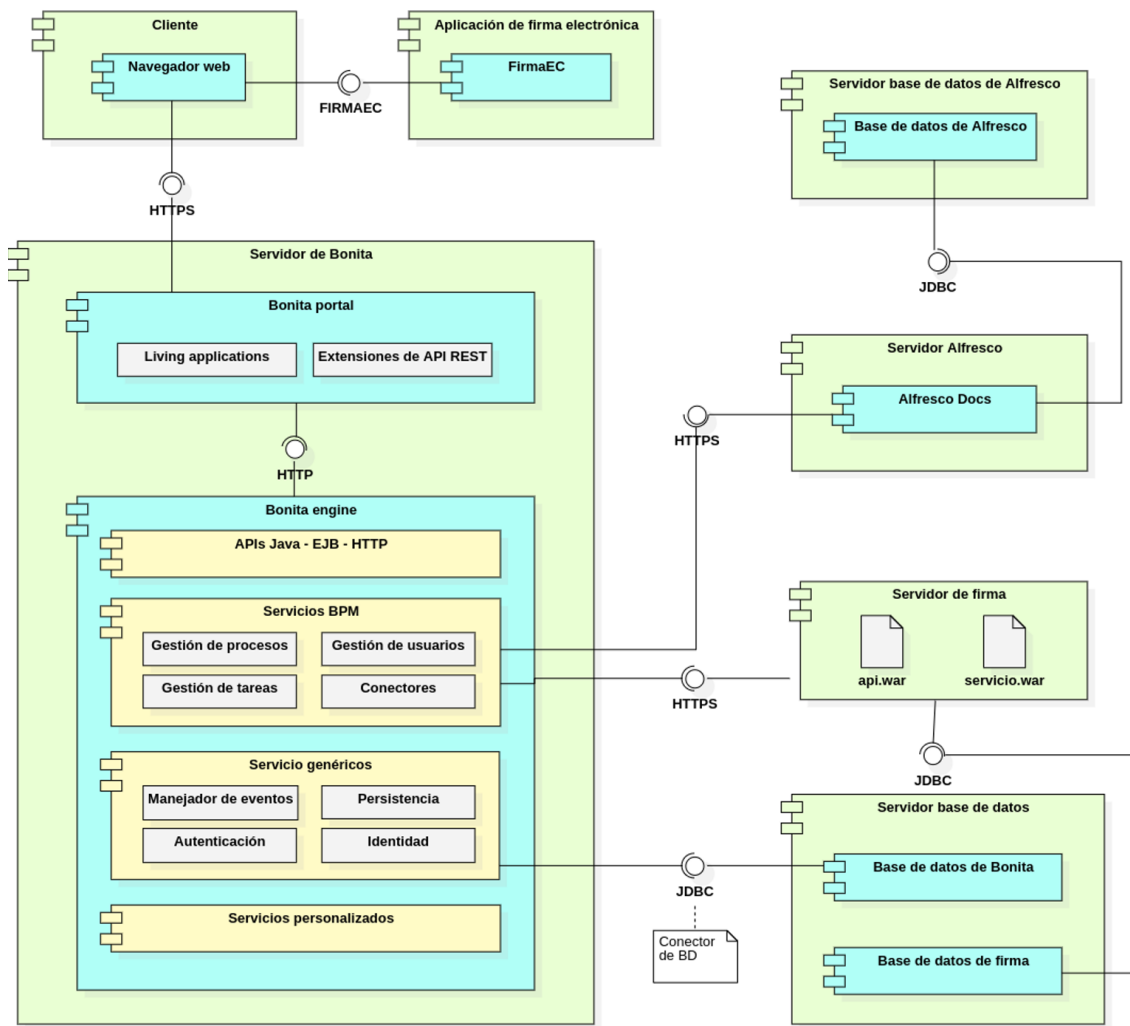 Cliente
Navegador web
FIRMAEC
Aplicación de firma electrónica
FirmaEC
HTTPS
Servidor de Bonita
Bonita portal
Living applications
Extensiones de API REST
HTTP
Bonita engine
APIs Java - EJB - HTTP
Servicios BPM
Gestión de procesos
Gestión de usuarios
Gestión de tareas
Conectores
Servicio genéricos
Manejador de eventos
Persistencia
Autenticación
Identidad
Servicios personalizados
Servidor base de datos de Alfresco
Base de datos de Alfresco
JDBC
Servidor Alfresco
Alfresco Docs
HTTPS
Servidor de firma
api.war
servicio.war
HTTPS
JDBC
Servidor base de datos
Base de datos de Bonita
JDBC
Conector
de BD
Base de datos de firma